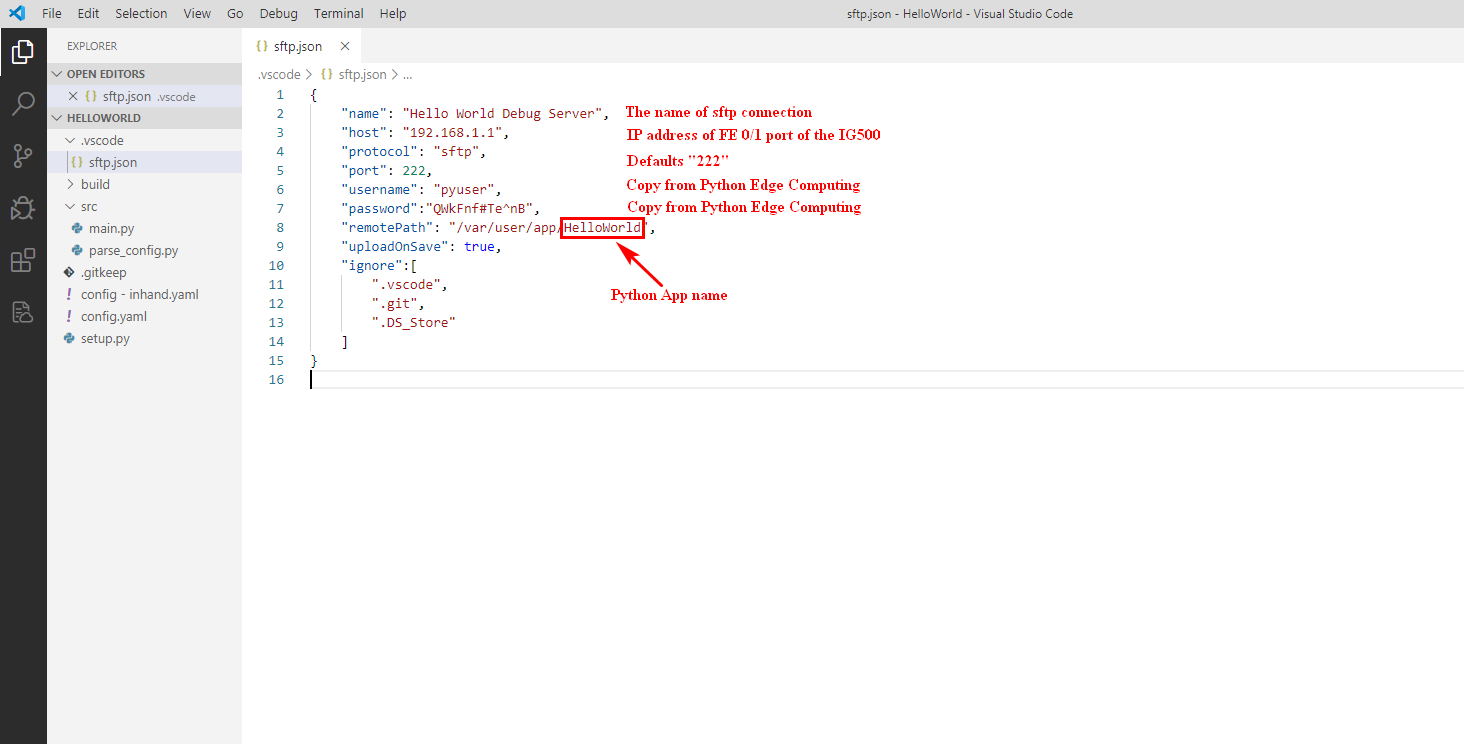 File Edit Selection View Go Debug Terminal Help sftp.json - HelloWorld - Visual Studio Code
EXPLORER
OPEN EDITORS
sftp.json .vscode
HELLOWORLD
.vscode
sftp.json
build
src
main.py
parse_config.py
.gitkeep
config - inhand.yaml
config.yaml
setup.py
sftp.json
.vscode > {} sftp.json > ...
1 {
2 "name": "Hello World Debug Server", The name of sftp connection
3 "host": "192.168.1.1", IP address of FE 0/1 port of the IG500
4 "protocol": "sftp", Defaults "222"
5 "port": 222,
6 "username": "pyuser", Copy from Python Edge Computing
7 "password":"QWkFnf#Te^nB", Copy from Python Edge Computing
8 "remotePath": "/var/user/app/HelloWorld",
9 "uploadOnSave": true,
10 "ignore":[
11 ".vscode", Python App name
12 ".git",
13 ".DS_Store"
14 ]
15 }
16